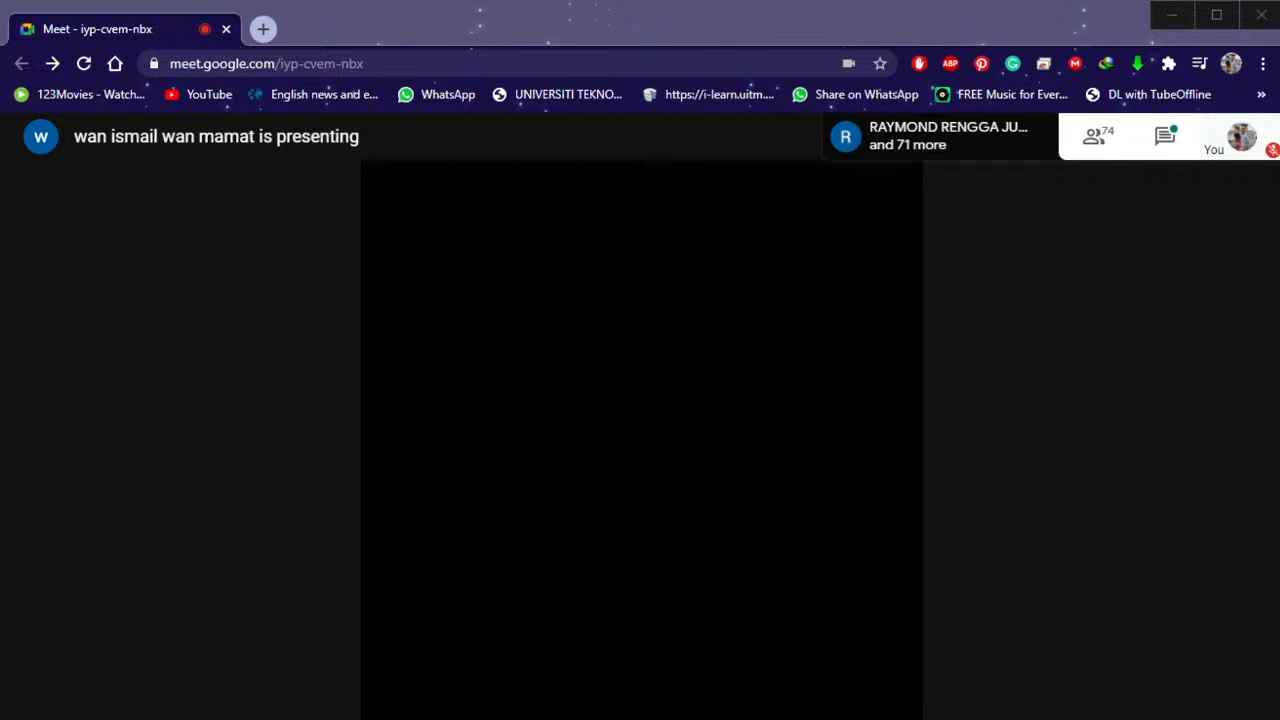 Meet - iyp-cvem-nbx
meet.google.com/iyp-cvem-nbx
ABP
123Movies - Watch...
YouTube
English news and e...
WhatsApp
UNIVERSITI TEKNO...
https://i-learn.uitm....
Share on WhatsApp
FREE Music for Ever...
DL with TubeOffline
»
w
wan ismail wan mamat is presenting
R
RAYMOND RENGGA JU...
and 71 more
74
You